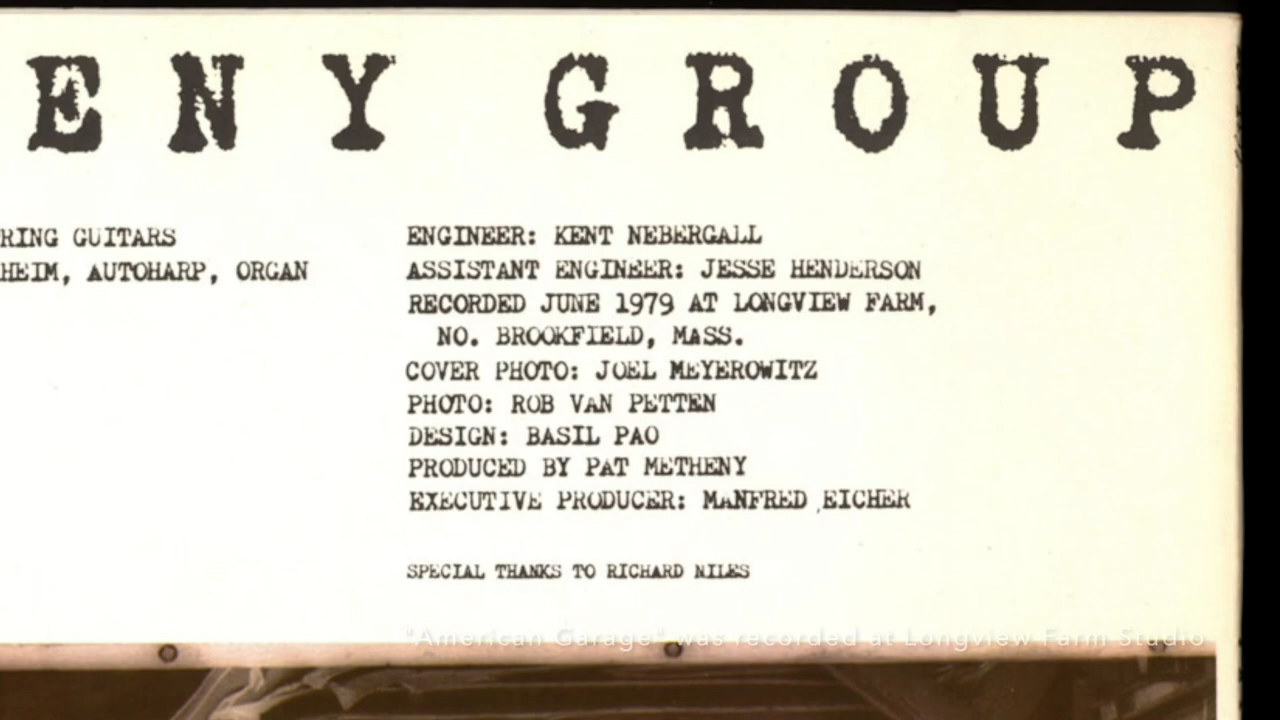 ENY GROUP
RING GUITARS
HEIM, AUTOHARP, ORGAN
ENGINEER: KENT NEBERGALL
ASSISTANT ENGINEER: JESSE HENDERSON
RECORDED JUNE 1979 AT LONGVIEW FARM,
NO. BROOKFIELD, MASS.
COVER PHOTO: JOEL MEYEROWITZ
PHOTO: ROB VAN PETTEN
DESIGN: BASIL PAO
PRODUCED BY PAT METHENY
EXECUTIVE PRODUCER: MANFRED EICHER
SPECIAL THANKS TO RICHARD NILES
"American Garage" was recorded at Longview Farm Studio